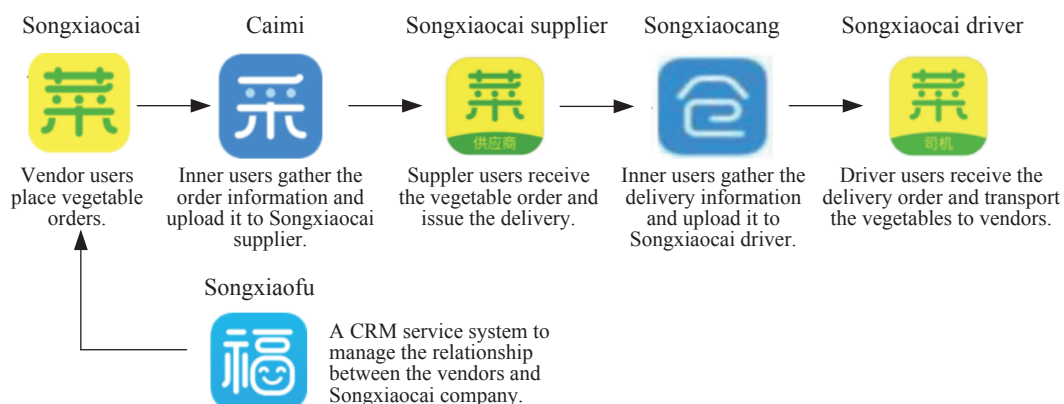 Songxiaocai
Caimi
Songxiaocai supplier
Songxiaocang
Songxiaocai driver
菜
采
菜
供应商
仓
菜
司机
Vendor users
place vegetable
orders.
Inner users gather the
order information and
upload it to Songxiaocai
supplier.
Suppler users receive
the vegetable order and
issue the delivery.
Inner users gather the
delivery information
and upload it to
Songxiaocai driver.
Driver users receive the
delivery order and transport
the vegetables to vendors.
Songxiaofu
福
A CRM service system to
manage the relationship
between the vendors and
Songxiaocai company.